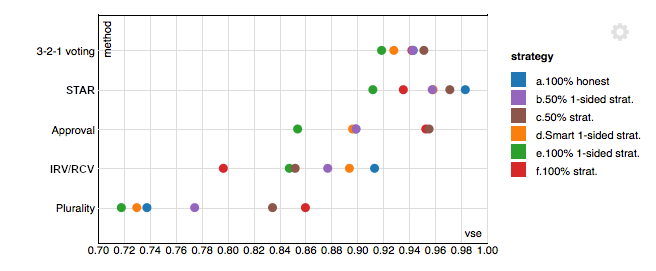 method
3-2-1 voting
STAR
Approval
IRV/RCV
Plurality
vse
0.70 0.72 0.74 0.76 0.78 0.80 0.82 0.84 0.86 0.88 0.90 0.92 0.94 0.96 0.98 1.00
strategy
a.100% honest
b.50% 1-sided strat.
c.50% strat.
d.Smart 1-sided strat.
e.100% 1-sided strat.
f.100% strat.